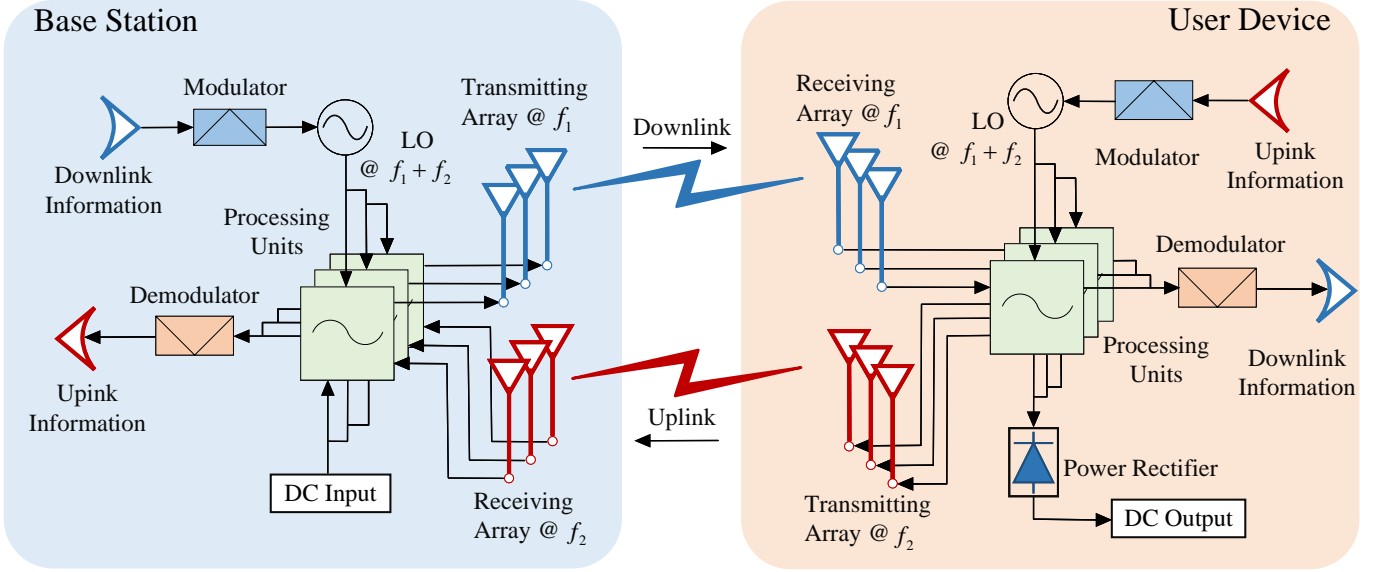 Base Station
Modulator
Downlink
Information
LO
@ f1 + f2
Transmitting
Array @ f1
Processing
Units
Demodulator
Upink
Information
DC Input
Receiving
Array @ f2
Downlink
Uplink
User Device
Receiving
Array @ f1
LO
@ f1 + f2
Modulator
Upink
Information
Demodulator
Downlink
Information
Processing
Units
Transmitting
Array @
f2
Power Rectifier
DC Output